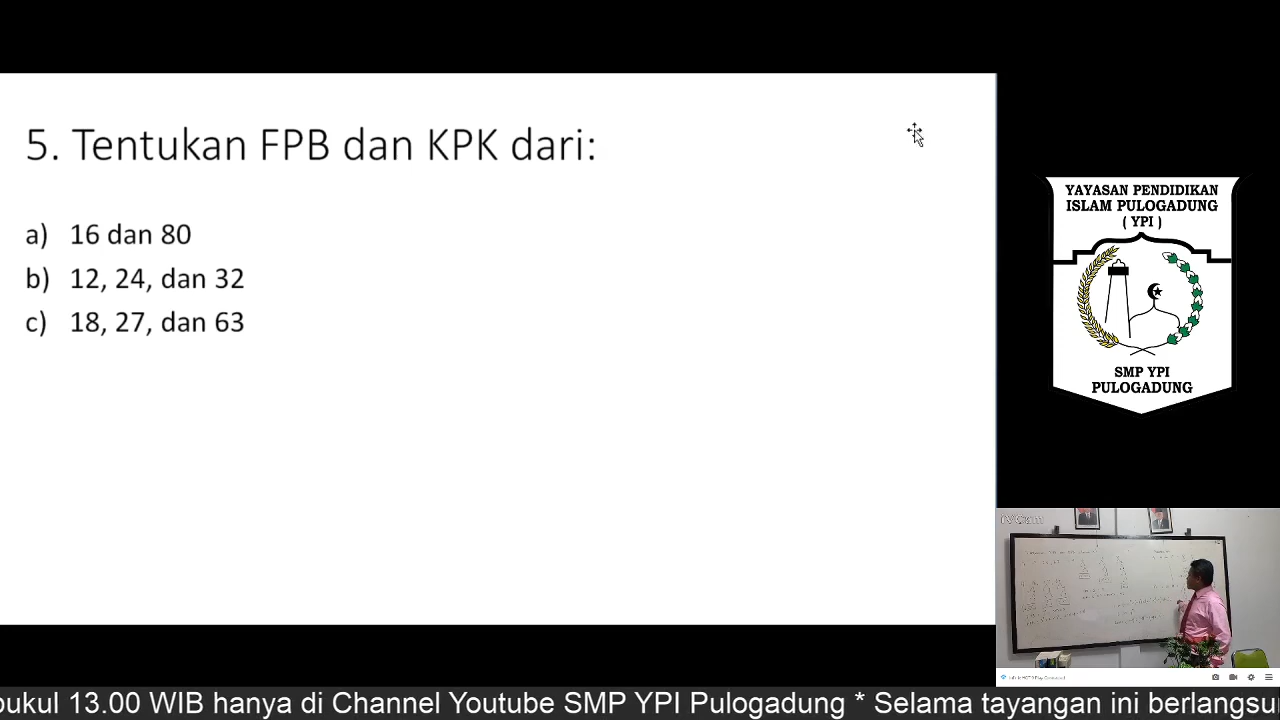 5. Tentukan FPB dan KPK dari:
a) 16 dan 80
b) 12, 24, dan 32
c) 18, 27, dan 63
YAYASAN PENDIDIKAN
ISLAM PULOGADUNG
( YPI )
SMP YPI
PULOGADUNG
pukul 13.00 WIB hanya di Channel Youtube SMP YPI Pulogadung * Selama tayangan ini berlangsu